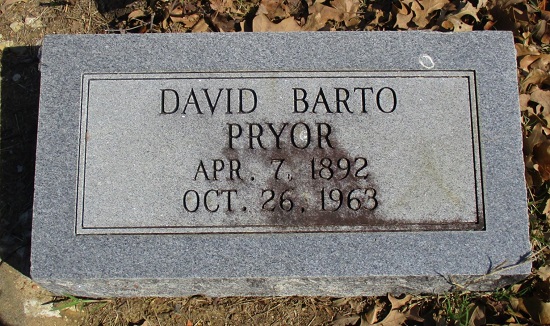 DAVID BARTO
PRYOR
APR. 7, 1892
OCT. 26, 1963